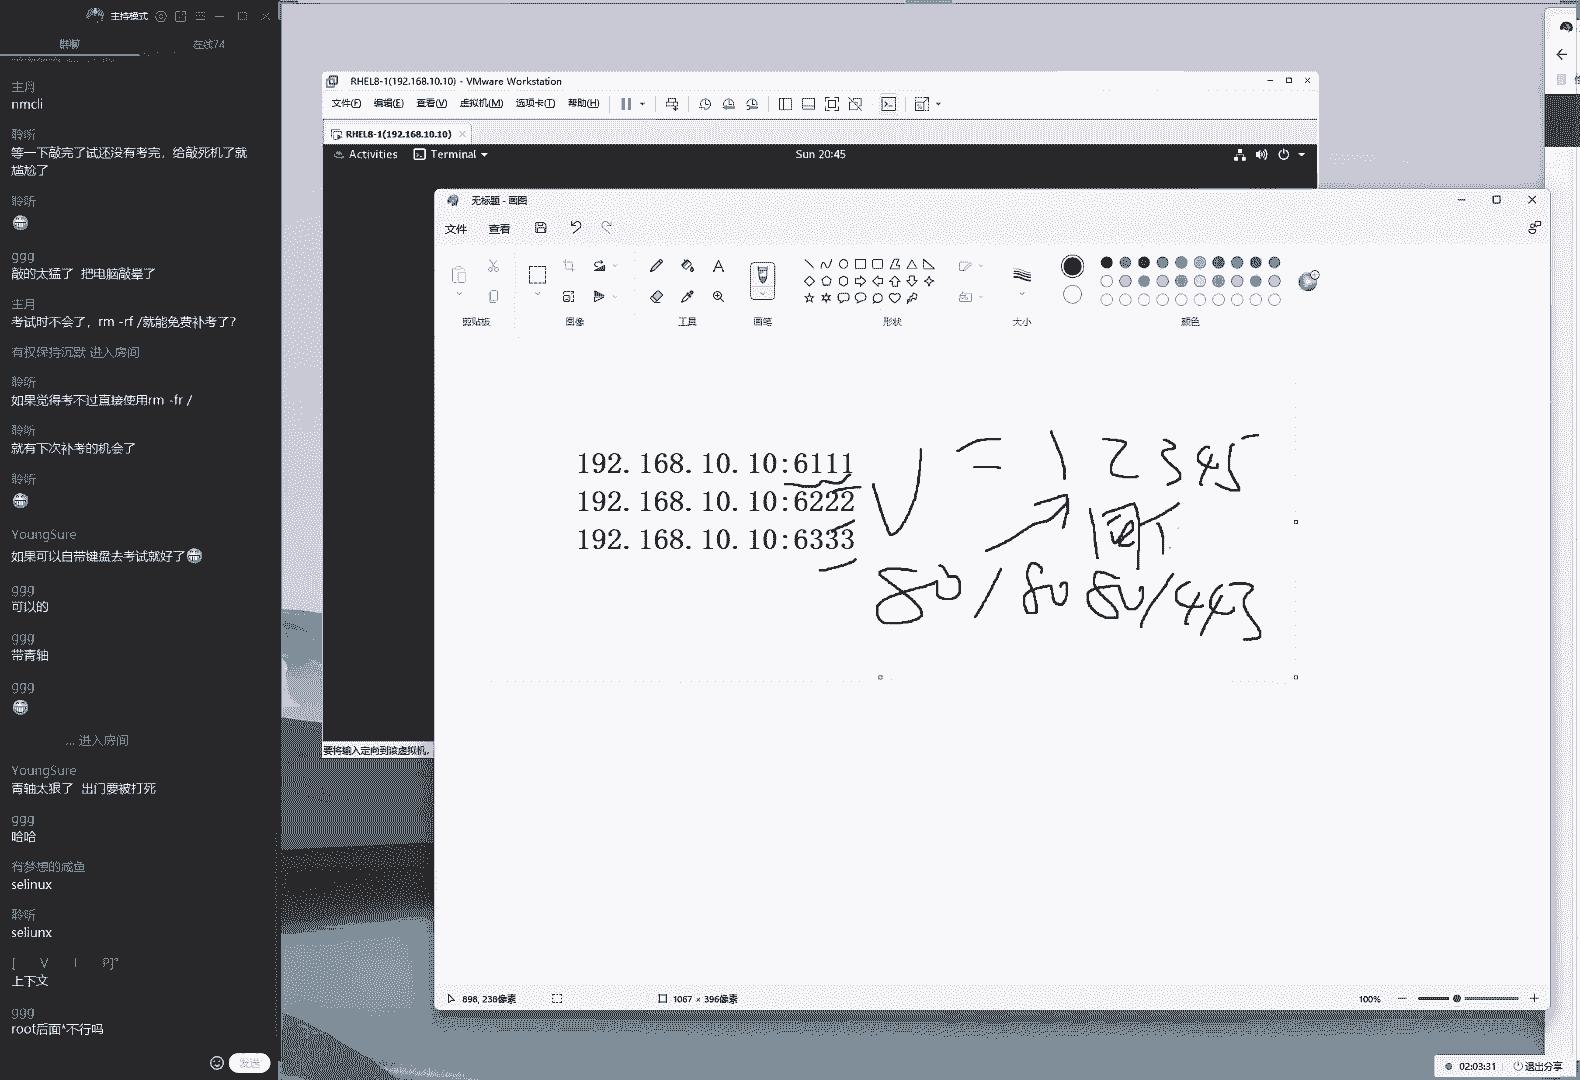 主持模式
群聊
在线74
主月
nmcli
聆听
等一下敲完了试还没有考完，给敲死机了就
尴尬了
聆听
ggg
敲的太猛了 把电脑敲晕了
主月
考试时不会了，rm -rf /就能免费补考了？
有权保持沉默 进入房间
聆听
如果觉得考不过直接使用rm -fr /
聆听
就有下次补考的机会了
聆听
YoungSure
如果可以自带键盘去考试就好了
ggg
可以的
ggg
带青轴
ggg
... 进入房间
YoungSure
青轴太狠了 出门要被打死
ggg
哈哈
有梦想的咸鱼
selinux
聆听
seliunx
[ V I P]°
上下文
ggg
root后面*不行吗
发送
RHEL8-1(192.168.10.10) - VMware Workstation
文件(F) 编辑(E) 查看(V) 虚拟机(M) 选项卡(T) 帮助(H)
RHEL8-1(192.168.10.10)
Activities Terminal Sun 20:45
要将输入定向到该虚拟机，
无标题 - 画图
文件 查看
剪贴板 图像 工具 画笔 形状 大小 颜色
192.168.10.10:6111
192.168.10.10:6222
192.168.10.10:6333
= 1 2 3 4 5
80/8080/443
898, 238像素 1067 × 396像素 100%
02:03:31 退出分享